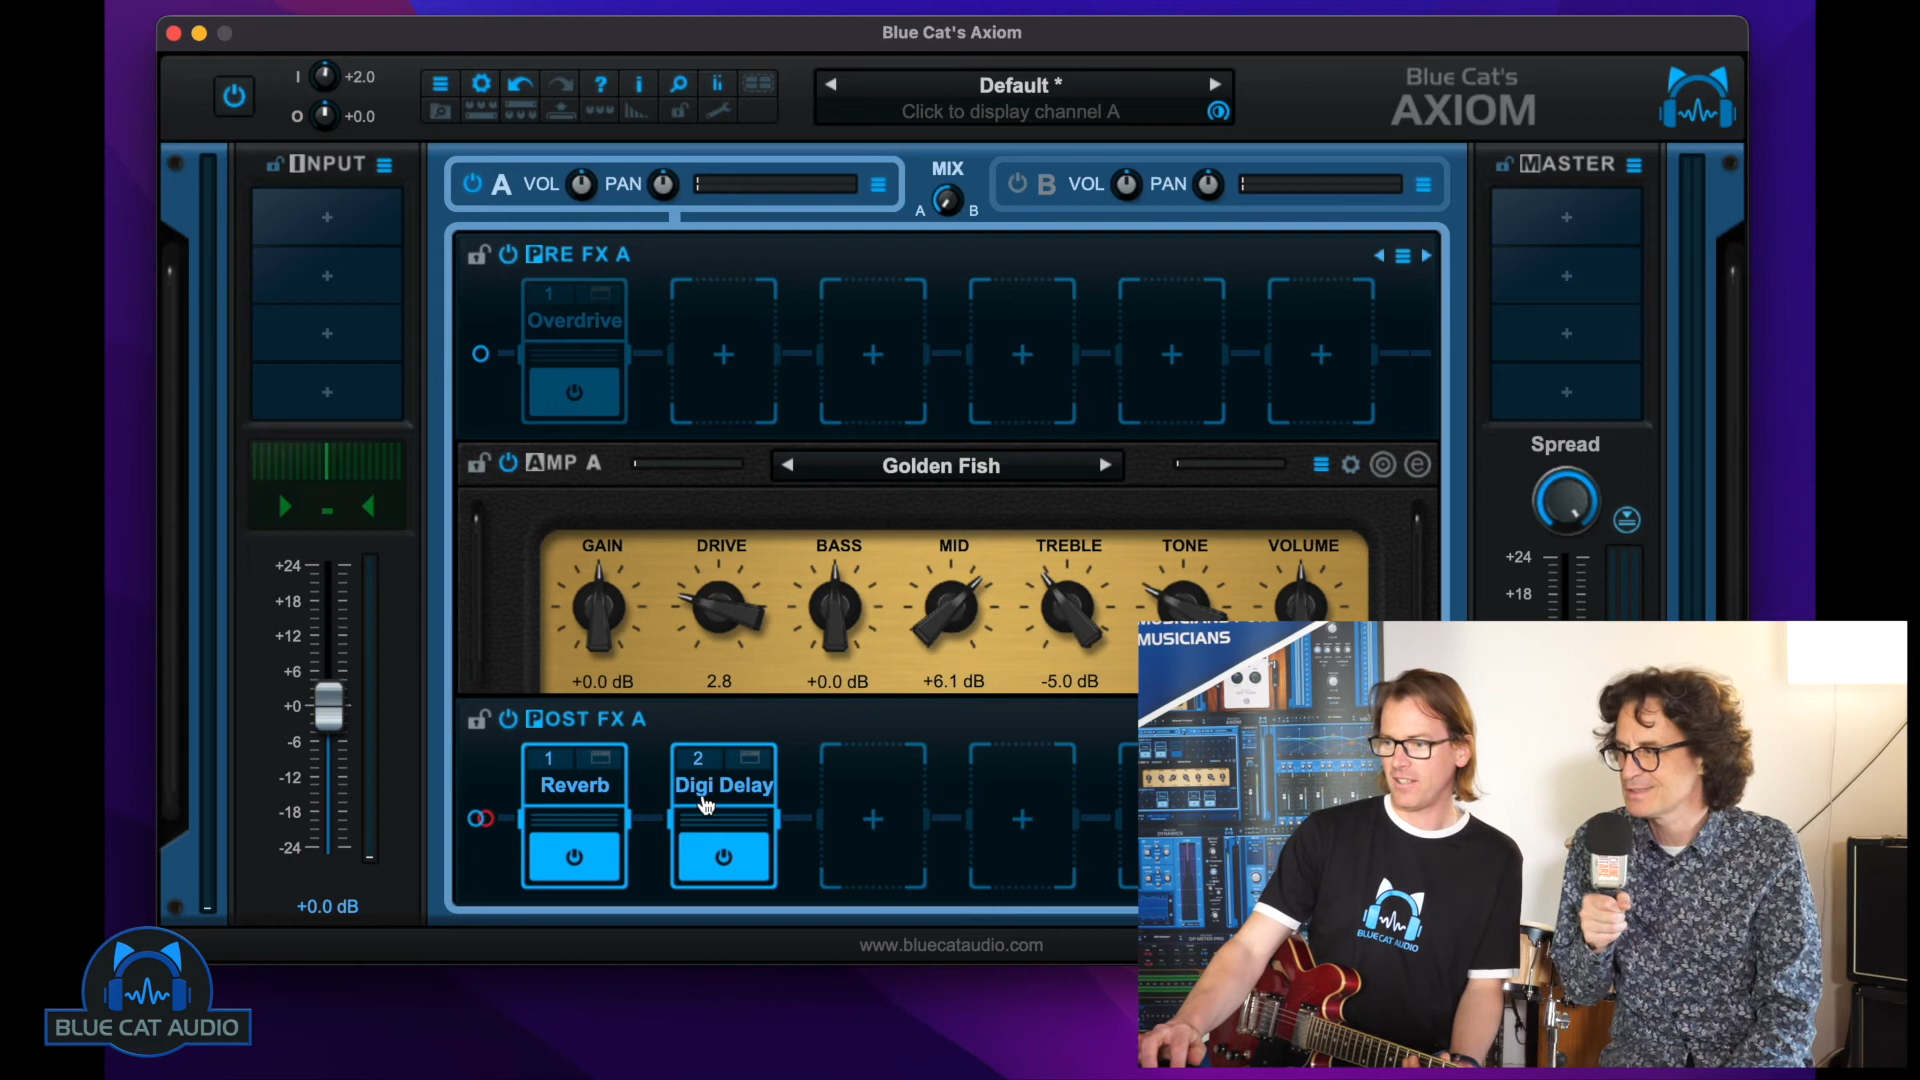 Blue Cat's Axiom
I +2.0
O +0.0
Default *
Click to display channel A
Blue Cat's
AXIOM
INPUT
A VOL PAN
MIX
A B
B VOL PAN
MASTER
PRE FX A
1
Overdrive
AMP A
Golden Fish
Spread
GAIN DRIVE BASS MID TREBLE TONE VOLUME
+0.0 dB 2.8 +0.0 dB +6.1 dB -5.0 dB
+24
+18
+12
+6
+0
-6
-12
-18
-24
+0.0 dB
+24
+18
POST FX A
1
Reverb
2
Digi Delay
www.bluecataudio.com
MUSICIANS
BLUE CAT AUDIO
BLUE CAT AUDIO